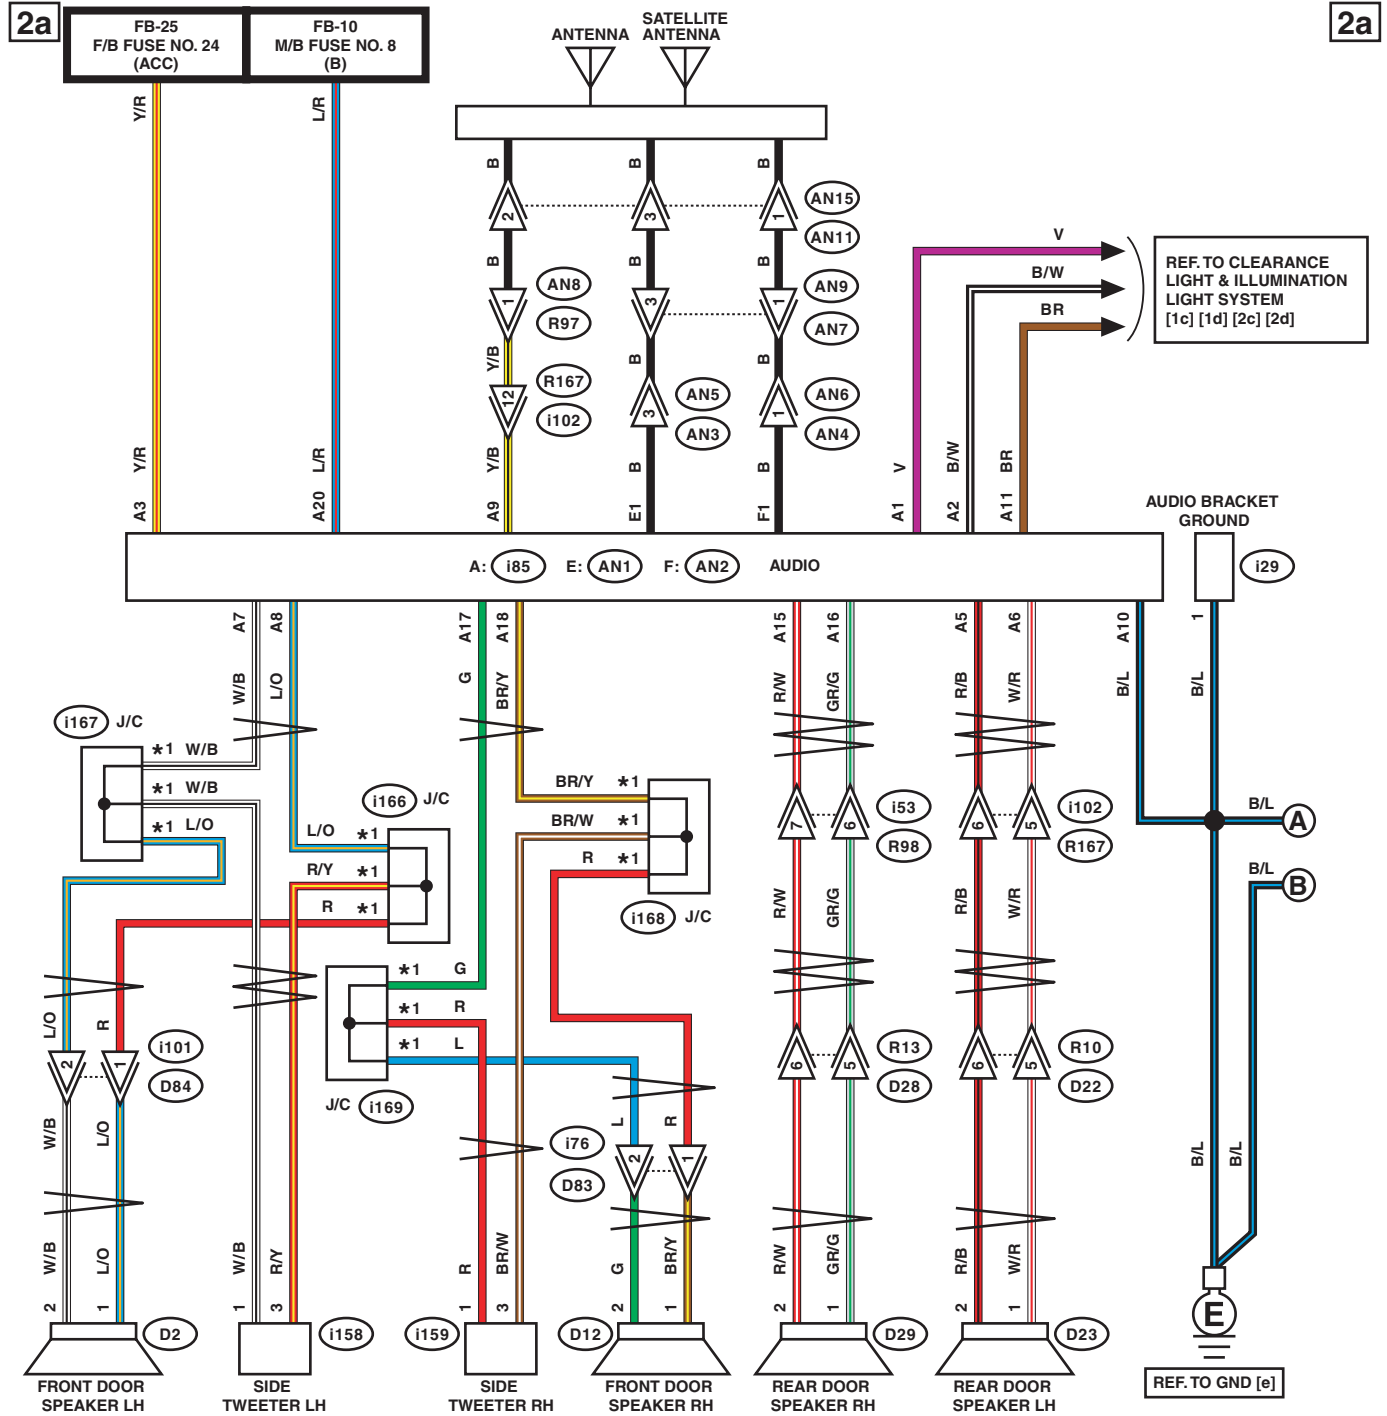 2a
FB-25
F/B FUSE NO. 24
(ACC)
FB-10
M/B FUSE NO. 8
(B)
ANTENNA
SATELLITE
ANTENNA
2a
Y/R
L/R
B
B
B
2
3
1
AN15
AN11
B
B
B
1
AN8
R97
3
1
AN9
AN7
V
B/W
BR
REF. TO CLEARANCE
LIGHT & ILLUMINATION
LIGHT SYSTEM
[1c] [1d] [2c] [2d]
Y/B
B
B
12
R167
i102
3
AN5
AN3
1
AN6
AN4
Y/R
L/R
Y/B
B
B
V
B/W
BR
A3
A20
A9
E1
F1
A1
A2
A11
AUDIO BRACKET
GROUND
A: i85
E: AN1
F: AN2
AUDIO
i29
A7
A8
A17
A18
A15
A16
A5
A6
A10
1
W/B
L/O
G
BR/Y
R/W
GR/G
R/B
W/R
B/L
B/L
i167 J/C
*1 W/B
*1 W/B
*1 L/O
i166 J/C
L/O *1
R/Y *1
R *1
BR/Y *1
BR/W *1
R *1
i168 J/C
7
6
i53
R98
6
5
i102
R167
B/L
A
B/L
B
R/W
GR/G
R/B
W/R
*1 G
*1 R
*1 L
J/C i169
L/O
R
2
1
i101
D84
6
5
R13
D28
6
5
R10
D22
W/B
L/O
L
R
i76
D83
2
1
B/L
B/L
W/B
L/O
W/B
R/Y
R
BR/W
G
BR/Y
R/W
GR/G
R/B
W/R
2
1
1
3
1
3
2
1
2
1
2
1
D2
i158
i159
D12
D29
D23
E
REF. TO GND [e]
FRONT DOOR
SPEAKER LH
SIDE
TWEETER LH
SIDE
TWEETER RH
FRONT DOOR
SPEAKER RH
REAR DOOR
SPEAKER RH
REAR DOOR
SPEAKER LH